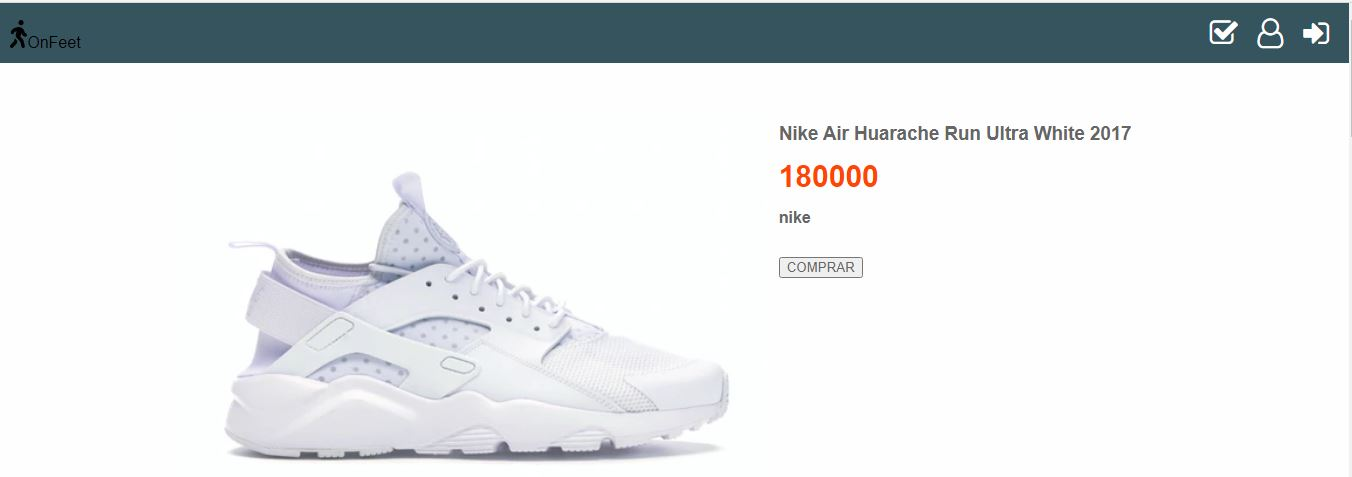 OnFeet
Nike Air Huarache Run Ultra White 2017
180000
nike
COMPRAR